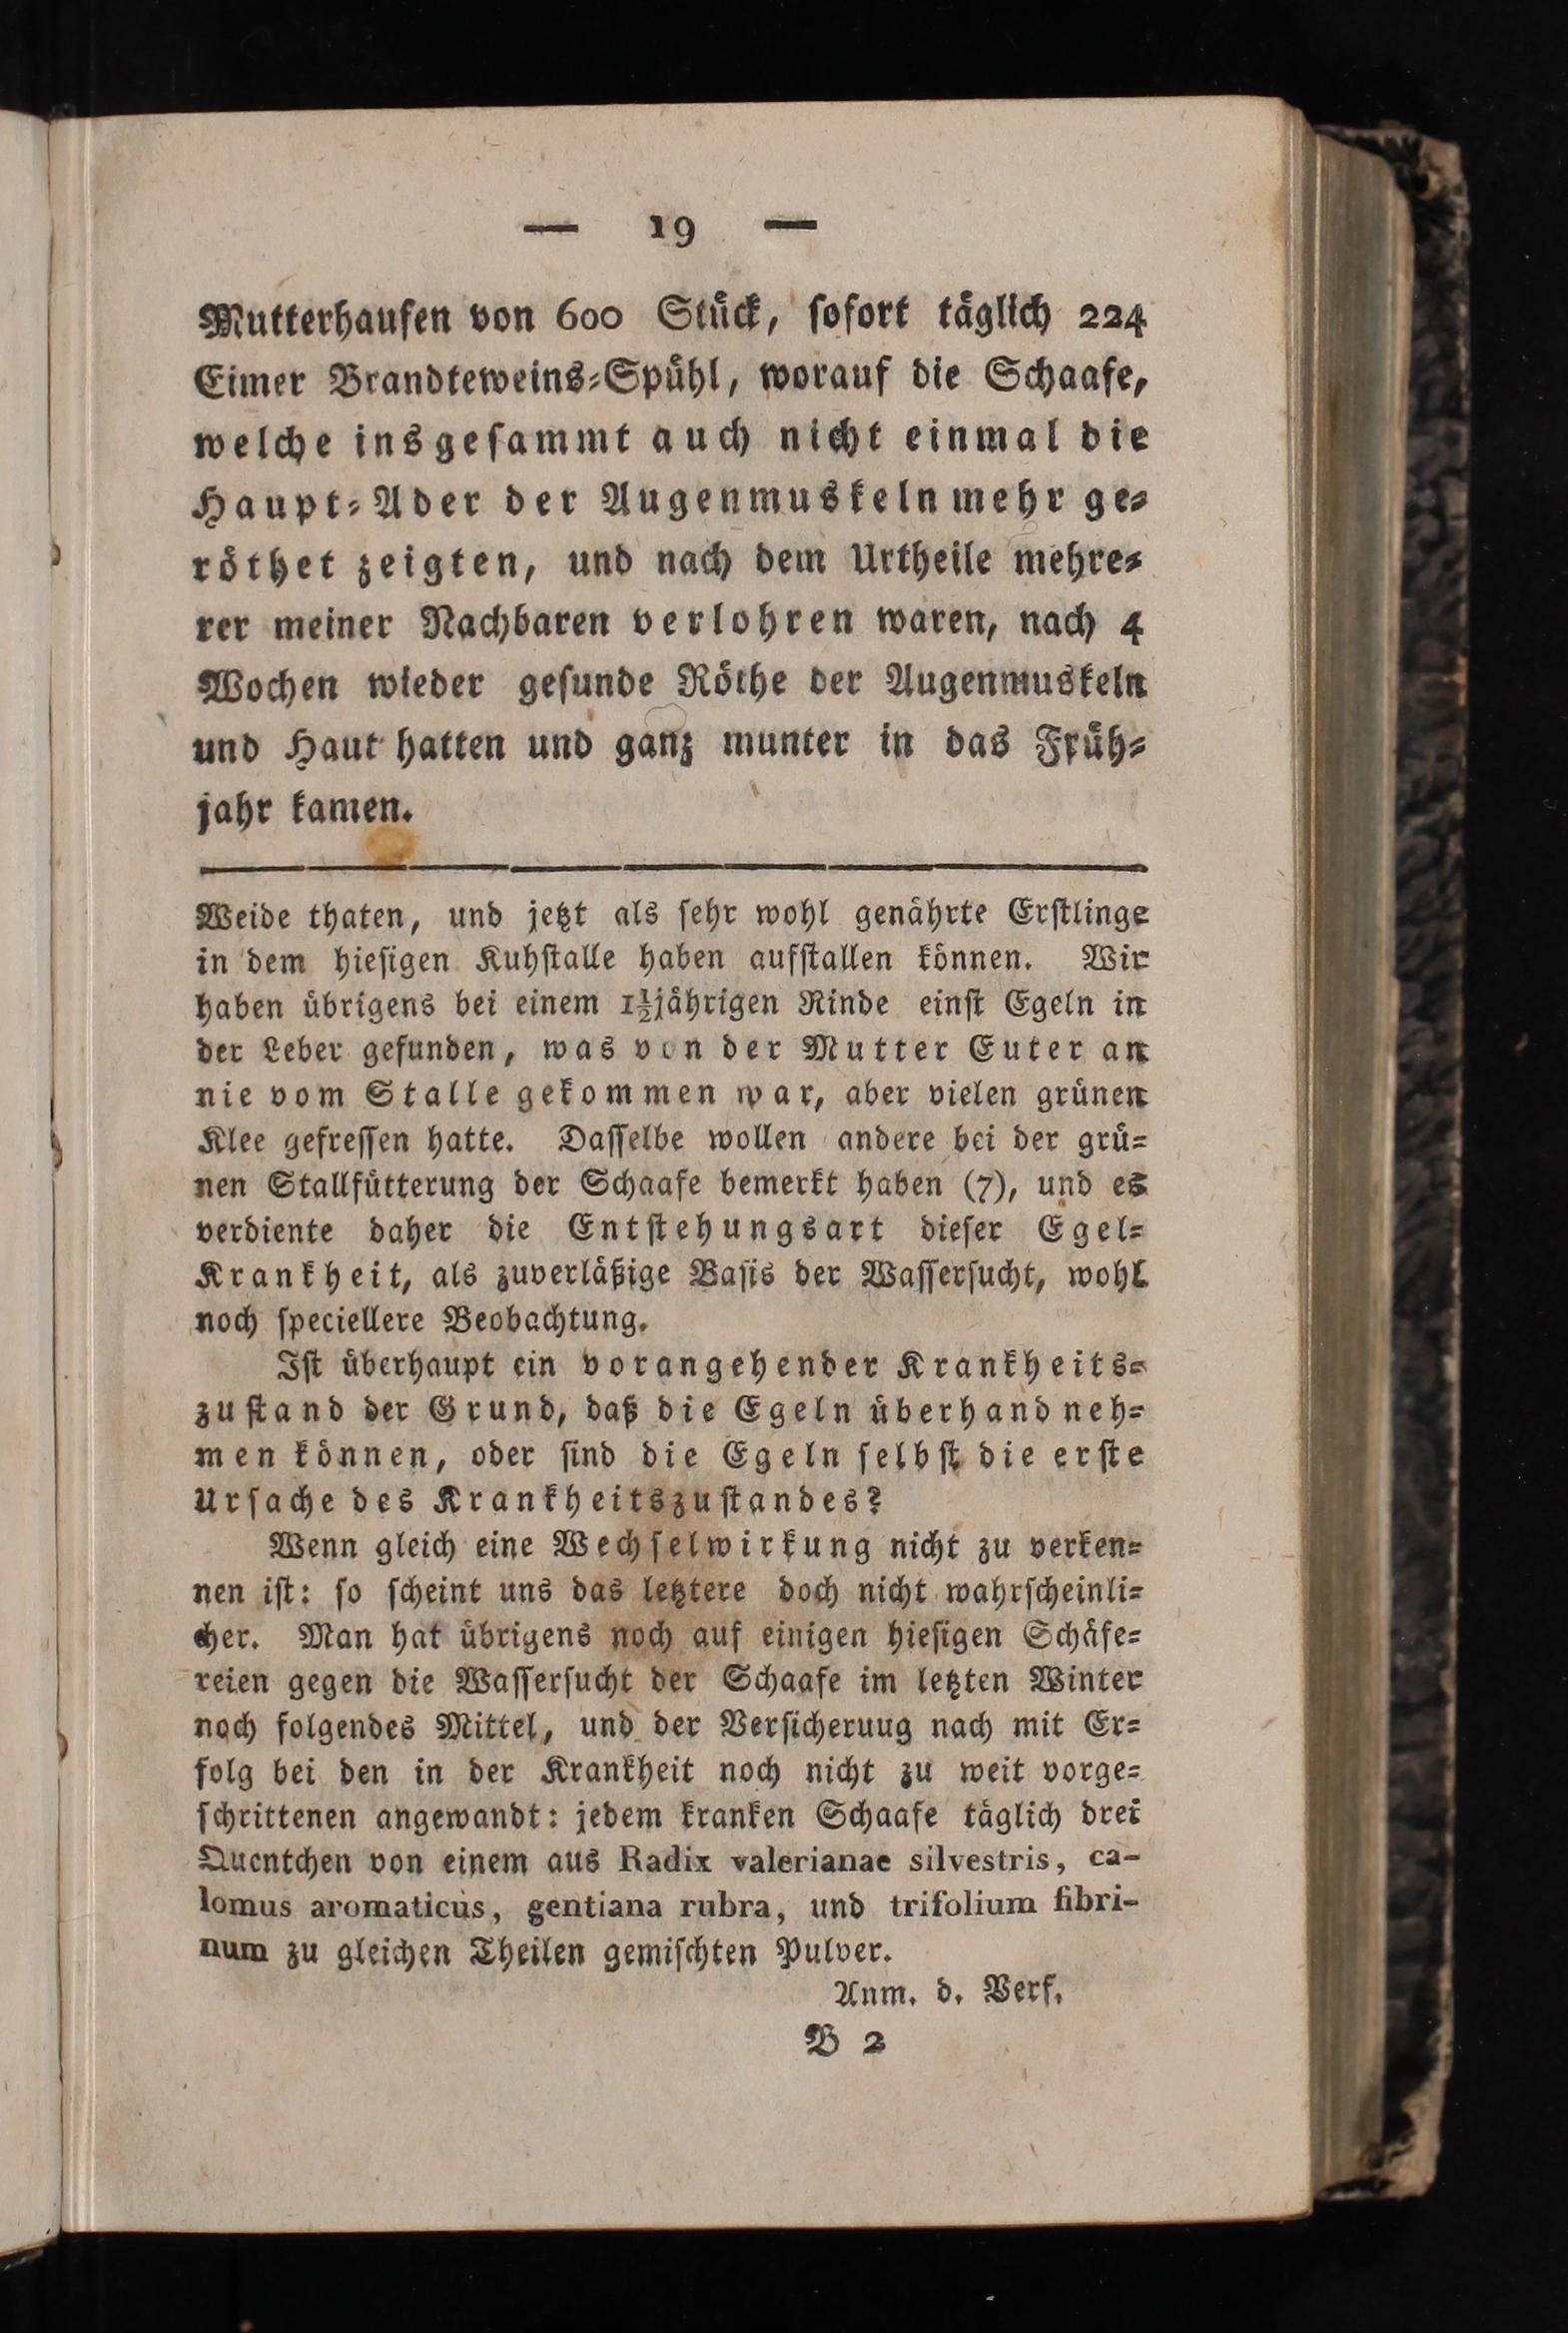 — 19 —
Mutterhaufen von 600 Stück, sofort täglich 224
Eimer Brandteweins-Spühl, worauf die Schaafe,
welche insgesammt auch nicht einmal die
Haupt-Ader der Augenmuskeln mehr ge-
röthet zeigten, und nach dem Urtheile mehre-
rer meiner Nachbaren verlohren waren, nach 4
Wochen wieder gesunde Röthe der Augenmuskeln
und Haut hatten und ganz munter in das Früh-
jahr kamen.
Weide thaten, und jetzt als sehr wohl genährte Erstlinge
in dem hiesigen Kuhstalle haben aufstallen können. Wir
haben übrigens bei einem 1½jährigen Rinde einst Egeln in
der Leber gefunden, was von der Mutter Euter an
nie vom Stalle gekommen war, aber vielen grünen
Klee gefressen hatte. Dasselbe wollen andere bei der grü-
nen Stallfütterung der Schaafe bemerkt haben (7), und es
verdiente daher die Entstehungsart dieser Egel-
Krankheit, als zuverläßige Basis der Wassersucht, wohl
noch speciellere Beobachtung.
Ist überhaupt ein vorangehender Krankheits-
zustand der Grund, daß die Egeln überhand neh-
men können, oder sind die Egeln selbst die erste
Ursache des Krankheitszustandes?
Wenn gleich eine Wechselwirkung nicht zu verken-
nen ist: so scheint uns das letztere doch nicht wahrscheinli-
cher. Man hat übrigens noch auf einigen hiesigen Schäfe-
reien gegen die Wassersucht der Schaafe im letzten Winter
noch folgendes Mittel, und der Versicheruug nach mit Er-
folg bei den in der Krankheit noch nicht zu weit vorge-
schrittenen angewandt: jedem kranken Schaafe täglich drei
Quentchen von einem aus Radix valerianae silvestris, ca-
lomus aromaticus, gentiana rubra, und trifolium fibri-
num zu gleichen Theilen gemischten Pulver.
Anm. d. Verf.
B 2